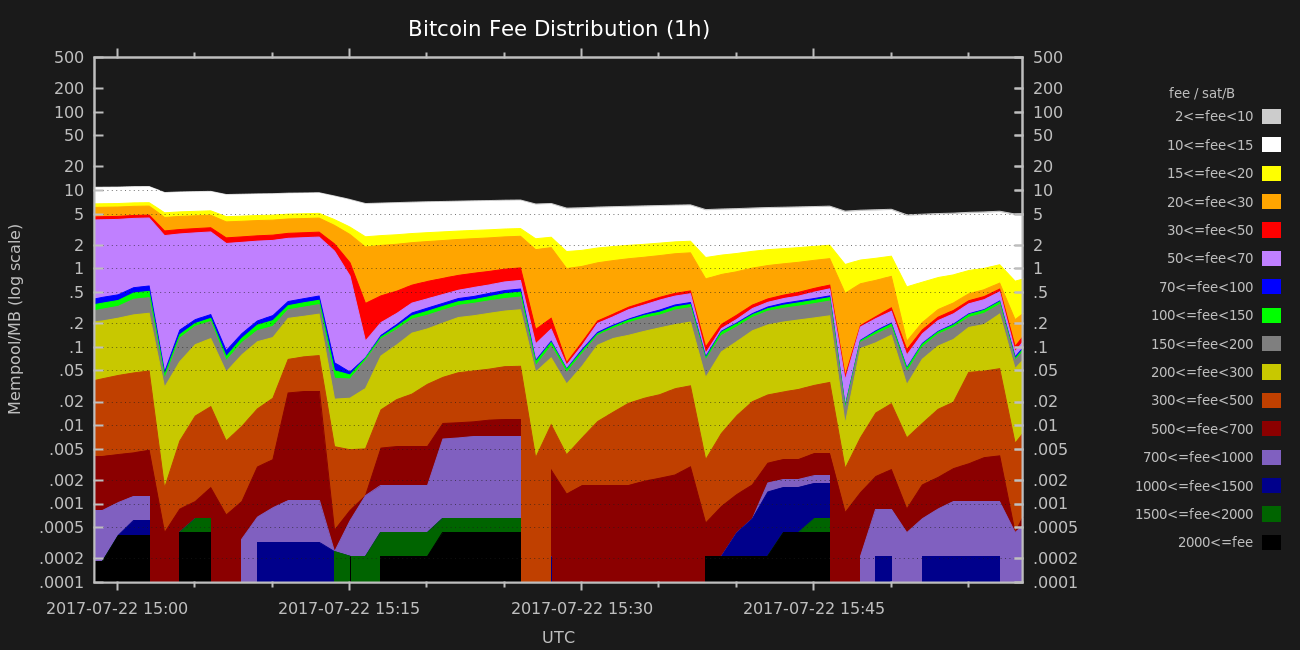 Bitcoin Fee Distribution (1h)
Mempool/MB (log scale)
500
200
100
50
20
10
5
2
1
.5
.2
.1
.05
.02
.01
.005
.002
.001
.0005
.0002
.0001
500
200
100
50
20
10
5
2
1
.5
.2
.1
.05
.02
.01
.005
.002
.001
.0005
.0002
.0001
2017-07-22 15:00
2017-07-22 15:15
2017-07-22 15:30
2017-07-22 15:45
UTC
fee / sat/B
2<=fee<10
10<=fee<15
15<=fee<20
20<=fee<30
30<=fee<50
50<=fee<70
70<=fee<100
100<=fee<150
150<=fee<200
200<=fee<300
300<=fee<500
500<=fee<700
700<=fee<1000
1000<=fee<1500
1500<=fee<2000
2000<=fee